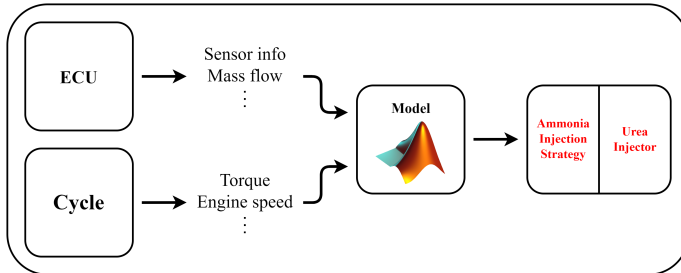 ECU
Sensor info
Mass flow
⋮
Cycle
Torque
Engine speed
⋮
Model
Ammonia
Injection
Strategy
Urea
Injector